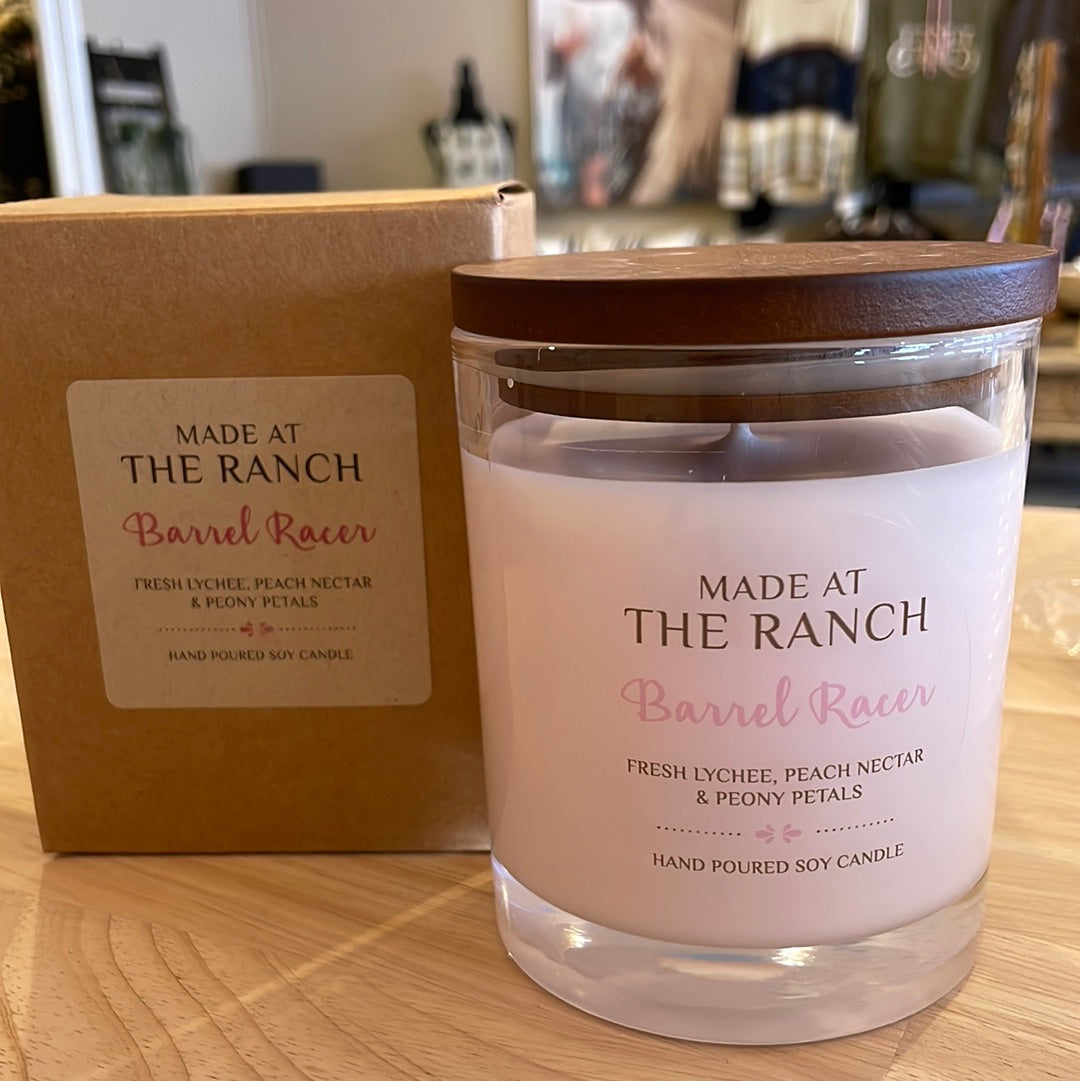 MADE AT
THE RANCH
Barrel Racer
FRESH LYCHEE, PEACH NECTAR
& PEONY PETALS
HAND POURED SOY CANDLE
MADE AT
THE RANCH
Barrel Racer
FRESH LYCHEE, PEACH NECTAR
& PEONY PETALS
HAND POURED SOY CANDLE